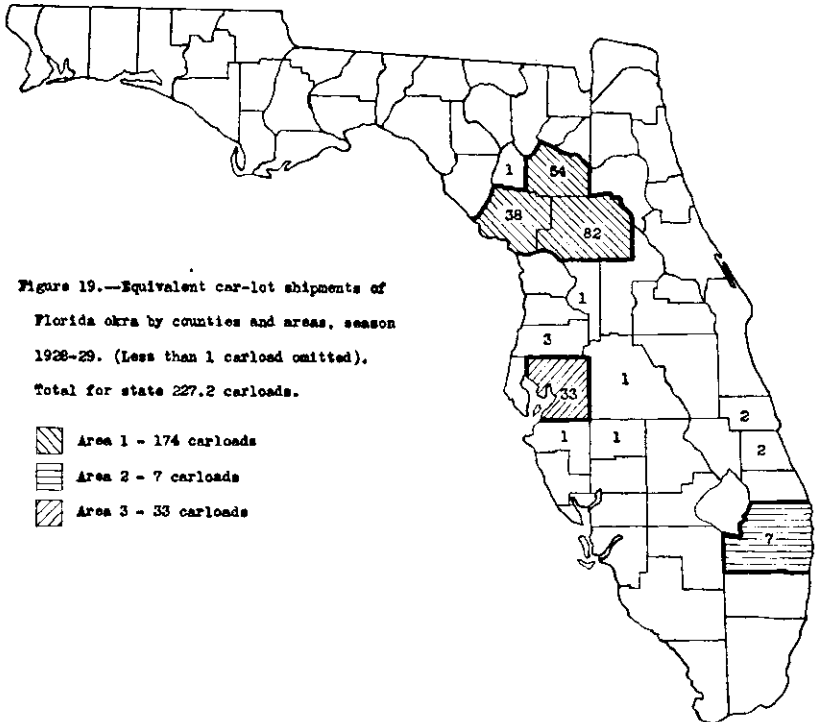 1
54
38
82
Figure 19.--Equivalent car-lot shipments of
Florida okra by counties and areas, season
1928-29. (Less than 1 carload omitted).
Total for state 227.2 carloads.
1
3
33
1
2
2
1
1
Area 1 - 174 carloads
Area 2 - 7 carloads
Area 3 - 33 carloads
7